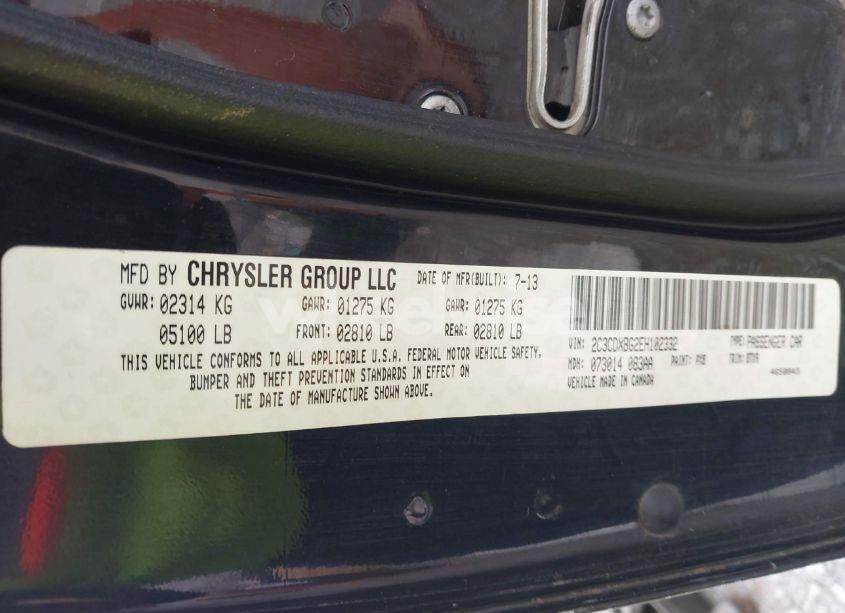 MFD BY CHRYSLER GROUP LLC DATE OF MFR(BUILT): 7-13
GVWR: 02314 KG GAWR: 01275 KG GAWR: 01275 KG
05100 LB FRONT: 02810 LB REAR: 02810 LB
THIS VEHICLE CONFORMS TO ALL APPLICABLE U.S.A. FEDERAL MOTOR VEHICLE SAFETY,
BUMPER AND THEFT PREVENTION STANDARDS IN EFFECT ON
THE DATE OF MANUFACTURE SHOWN ABOVE.
VIN: 2C3CDXBG2EH102332 TYPE: PASSENGER CAR
MDH: 073014 083AA PAINT: TRIM:
VEHICLE MADE IN CANADA